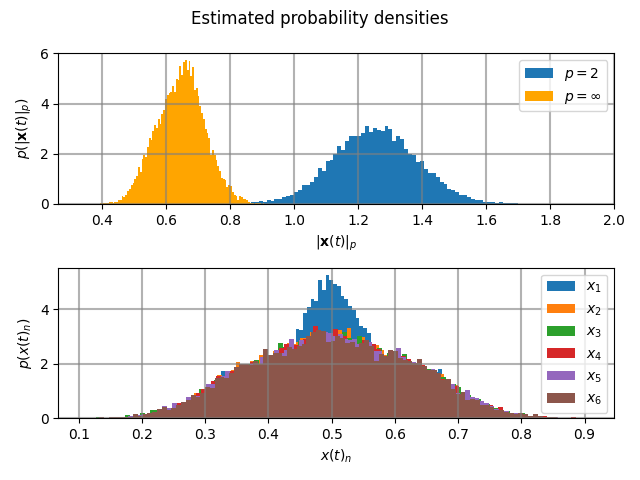 Estimated probability densities
p(|x(t)|p)
6
4
2
0
p = 2
p = ∞
0.4 0.6 0.8 1.0 1.2 1.4 1.6 1.8 2.0
|x(t)|p
p(x(t)n)
4
2
0
x1
x2
x3
x4
x5
x6
0.1 0.2 0.3 0.4 0.5 0.6 0.7 0.8 0.9
x(t)n